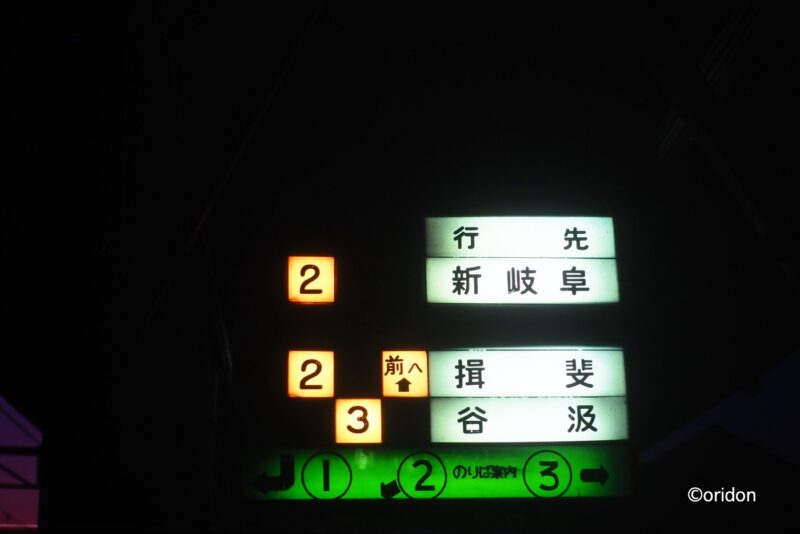 行先
2 新岐阜
2 前へ 揖斐
3 谷汲
1 2 のりば案内 3
©oridon